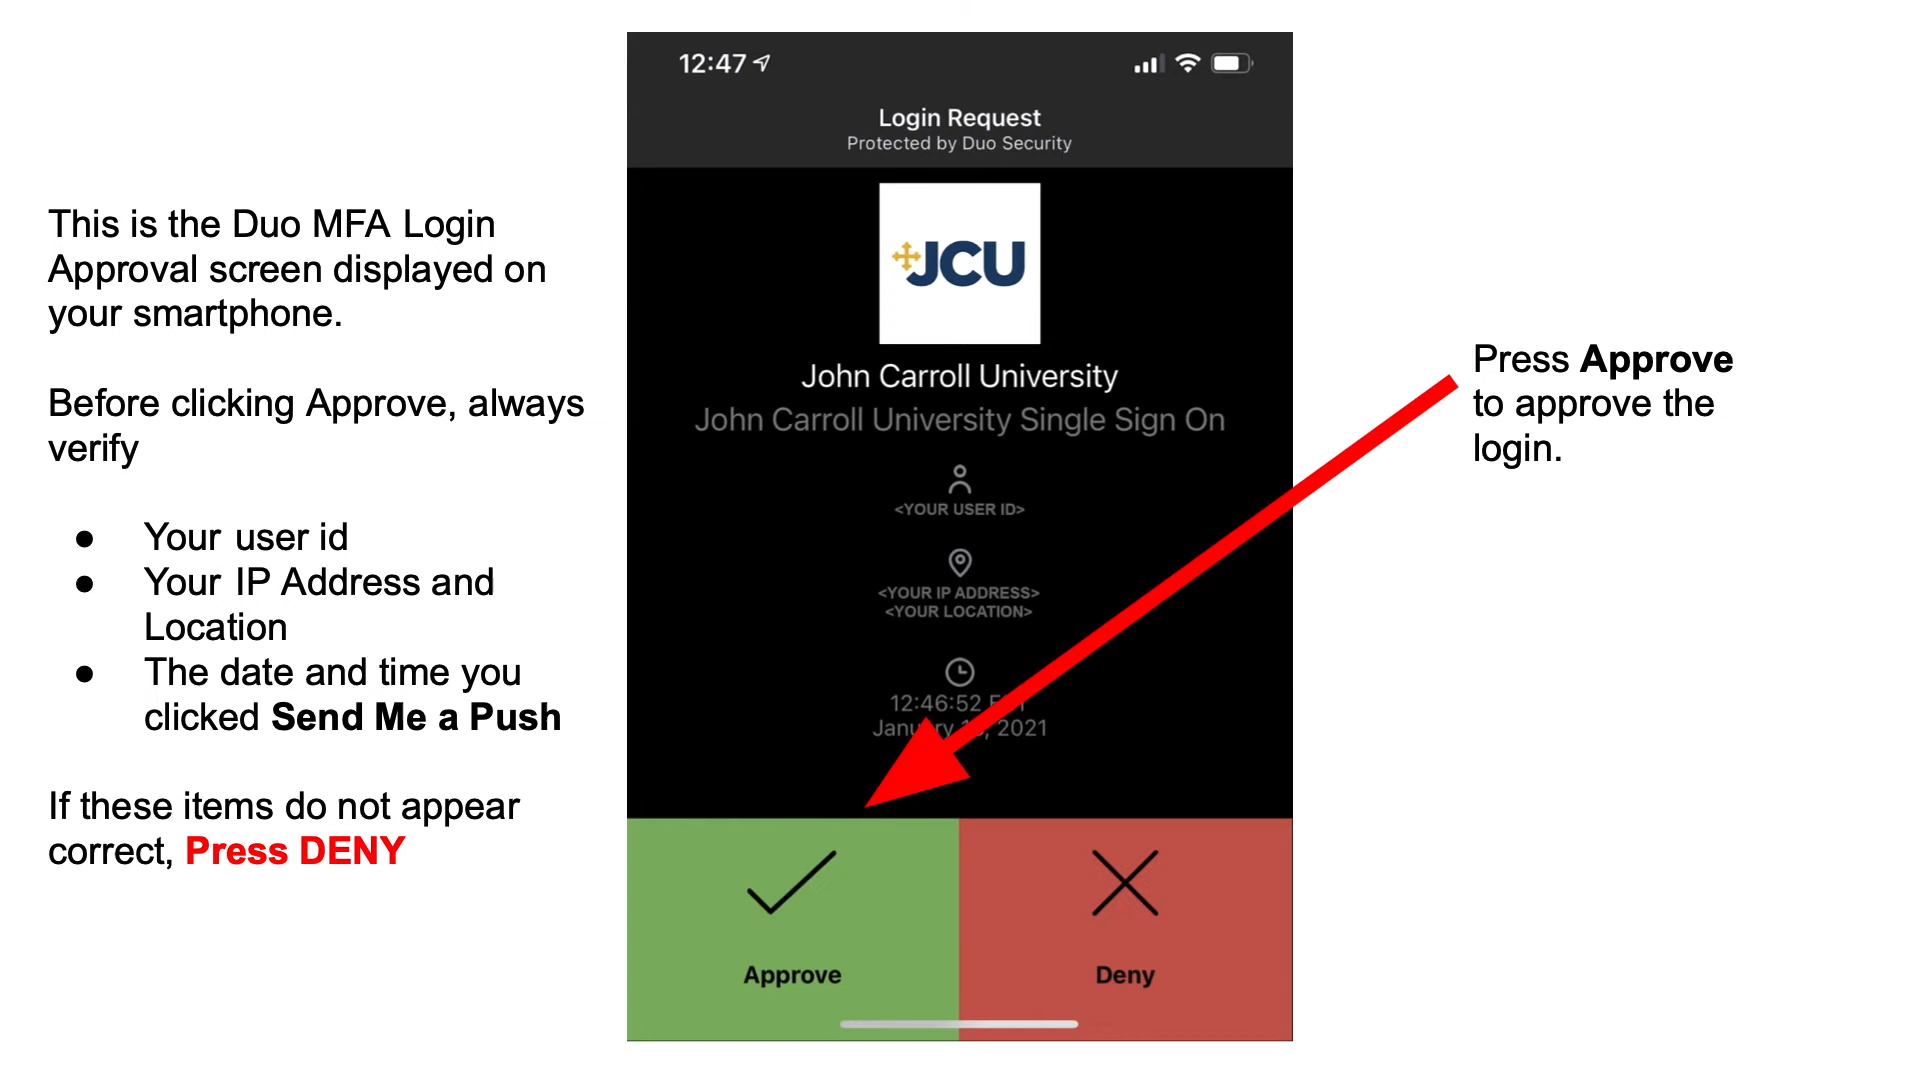 This is the Duo MFA Login
Approval screen displayed on
your smartphone.
Before clicking Approve, always
verify
● Your user id
● Your IP Address and
Location
● The date and time you
clicked Send Me a Push
If these items do not appear
correct, Press DENY
12:47
Login Request
Protected by Duo Security
JCU
John Carroll University
John Carroll University Single Sign On
<YOUR USER ID>
<YOUR IP ADDRESS>
<YOUR LOCATION>
12:46:52
2021
Approve
Deny
Press Approve
to approve the
login.